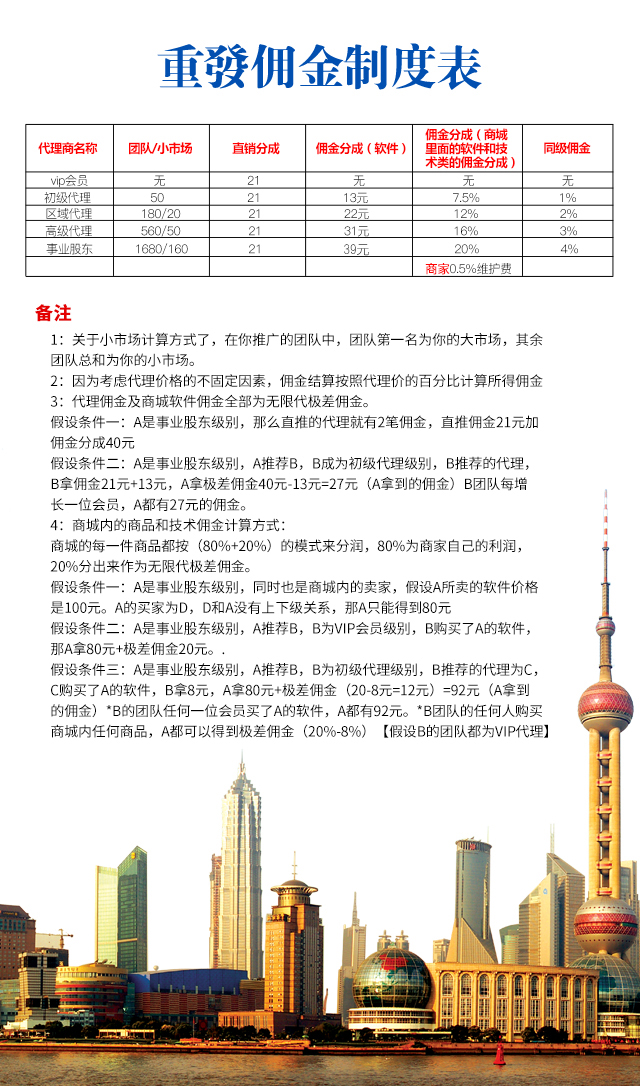 重發佣金制度表
代理商名称 团队/小市场 直销分成 佣金分成（软件） 佣金分成（商城里面的软件和技术类的佣金分成） 同级佣金
vip会员 无 21 无 无 无
初级代理 50 21 13元 7.5% 1%
区域代理 180/20 21 22元 12% 2%
高级代理 560/50 21 31元 16% 3%
事业股东 1680/160 21 39元 20% 4%
商家0.5%维护费
备注
1：关于小市场计算方式了，在你推广的团队中，团队第一名为你的大市场，其余
团队总和为你的小市场。
2：因为考虑代理价格的不固定因素，佣金结算按照代理价的百分比计算所得佣金
3：代理佣金及商城软件佣金全部为无限代极差佣金。
假设条件一：A是事业股东级别，那么直推的代理就有2笔佣金，直推佣金21元加
佣金分成40元
假设条件二：A是事业股东级别，A推荐B，B成为初级代理级别，B推荐的代理，
B拿佣金21元+13元，A拿极差佣金40元-13元=27元（A拿到的佣金）B团队每增
长一位会员，A都有27元的佣金。
4：商城内的商品和技术佣金计算方式：
商城的每一件商品都按（80%+20%）的模式来分润，80%为商家自己的利润，
20%分出来作为无限代极差佣金。
假设条件一：A是事业股东级别，同时也是商城内的卖家，假设A所卖的软件价格
是100元。A的买家为D，D和A没有上下级关系，那A只能得到80元
假设条件二：A是事业股东级别，A推荐B，B为VIP会员级别，B购买了A的软件，
那A拿80元+极差佣金20元。.
假设条件三：A是事业股东级别，A推荐B，B为初级代理级别，B推荐的代理为C，
C购买了A的软件，B拿8元，A拿80元+极差佣金（20-8元=12元）=92元（A拿到
的佣金）*B的团队任何一位会员买了A的软件，A都有92元。*B团队的任何人购买
商城内任何商品，A都可以得到极差佣金（20%-8%）【假设B的团队都为VIP代理】